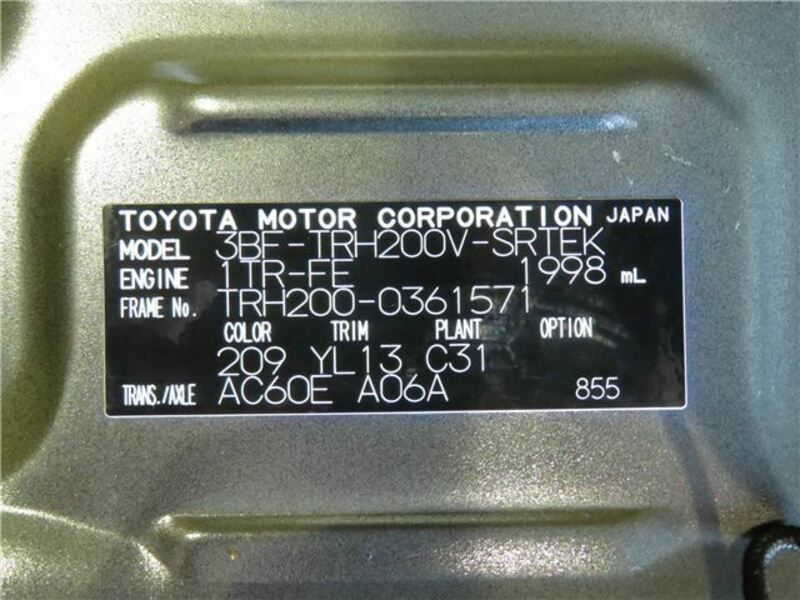 TOYOTA MOTOR CORPORATION JAPAN
MODEL 3BF-TRH200V-SRTEK
ENGINE 1TR-FE 1998 mL
FRAME No. TRH200-0361571
COLOR TRIM PLANT OPTION
209 YL13 C31
TRANS./AXLE AC60E A06A 855